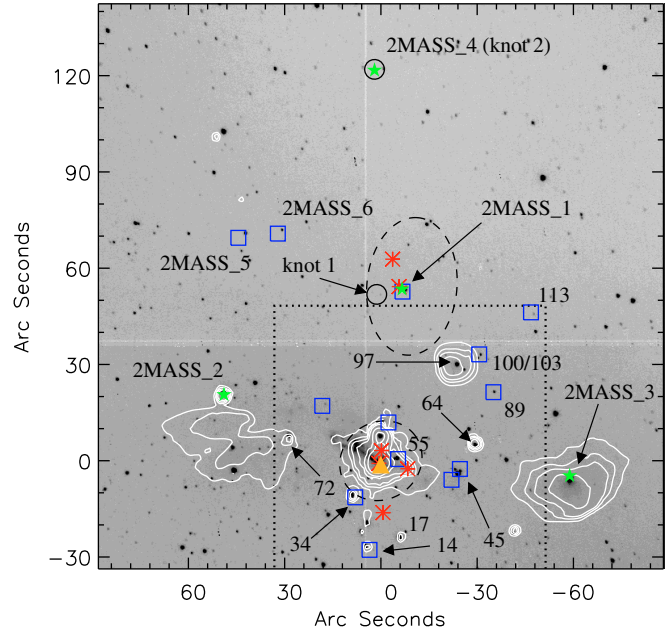 2MASS_4 (knot 2)
120
90
2MASS_6
2MASS_1
2MASS_5
60
knot 1
113
97
100/103
30
2MASS_2
2MASS_3
64
89
55
0
72
17
45
34
14
−30
60
30
0
−30
−60
Arc Seconds
Arc Seconds